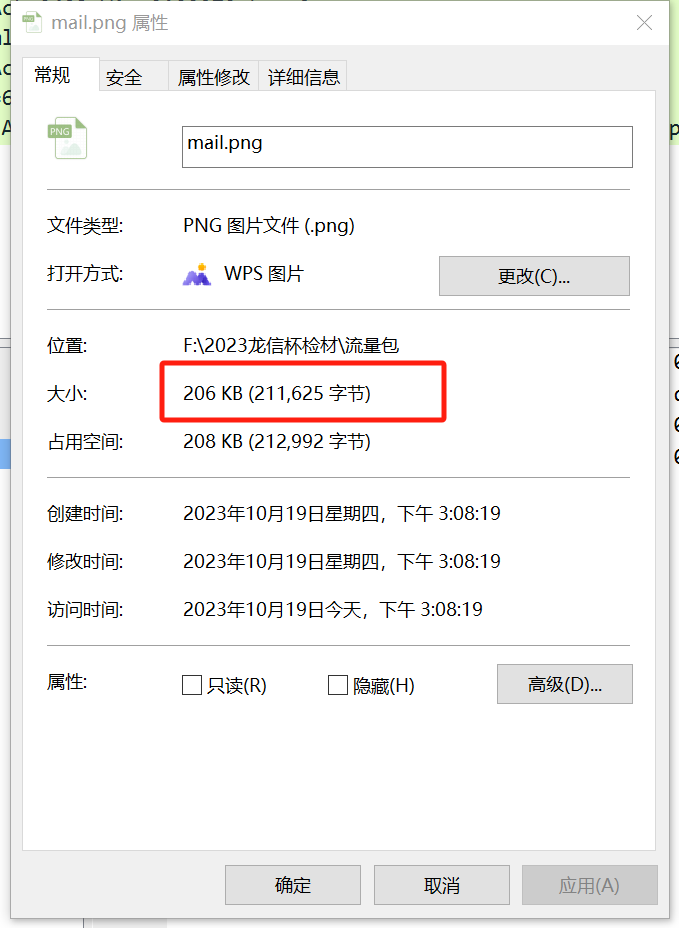 mail.png 属性
常规 安全 属性修改 详细信息
PNG
mail.png
文件类型: PNG 图片文件 (.png)
打开方式: WPS 图片 更改(C)...
位置: F:\2023龙信杯检材\流量包
大小: 206 KB (211,625 字节)
占用空间: 208 KB (212,992 字节)
创建时间: 2023年10月19日星期四，下午 3:08:19
修改时间: 2023年10月19日星期四，下午 3:08:19
访问时间: 2023年10月19日今天，下午 3:08:19
属性: 只读(R) 隐藏(H) 高级(D)...
确定 取消 应用(A)